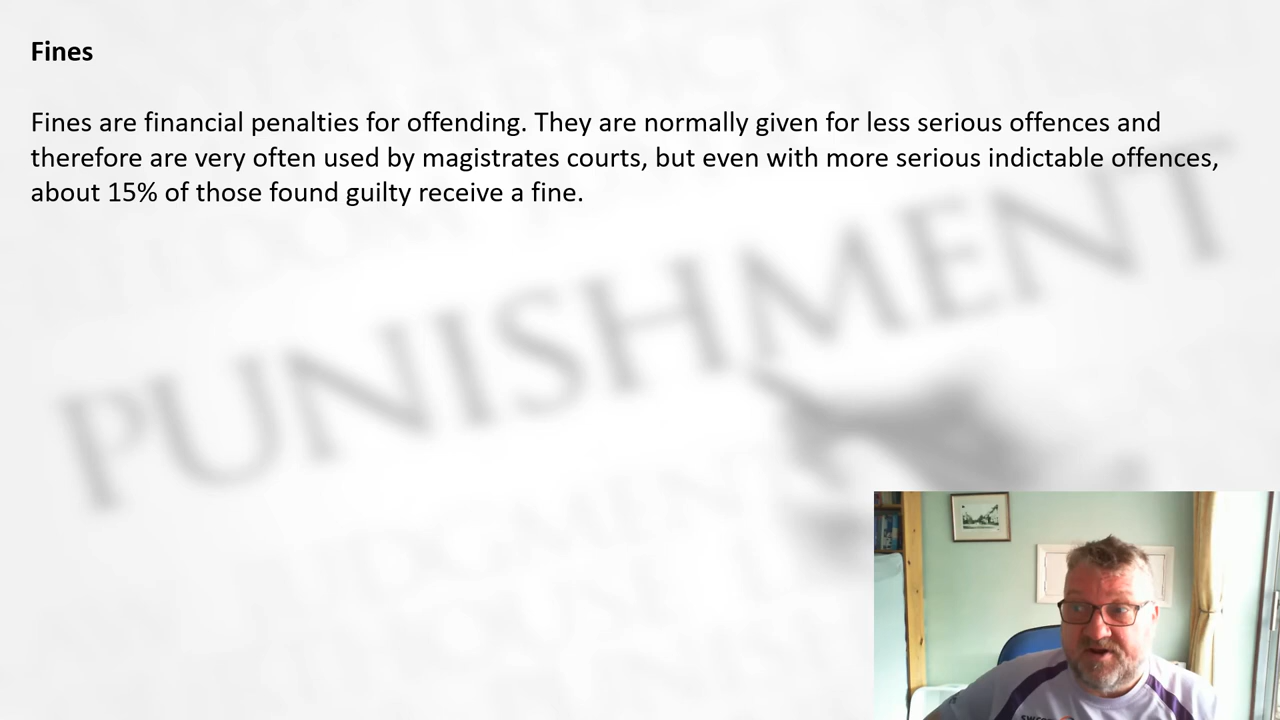 Fines
Fines are financial penalties for offending. They are normally given for less serious offences and
therefore are very often used by magistrates courts, but even with more serious indictable offences,
about 15% of those found guilty receive a fine.
PUNISHMENT